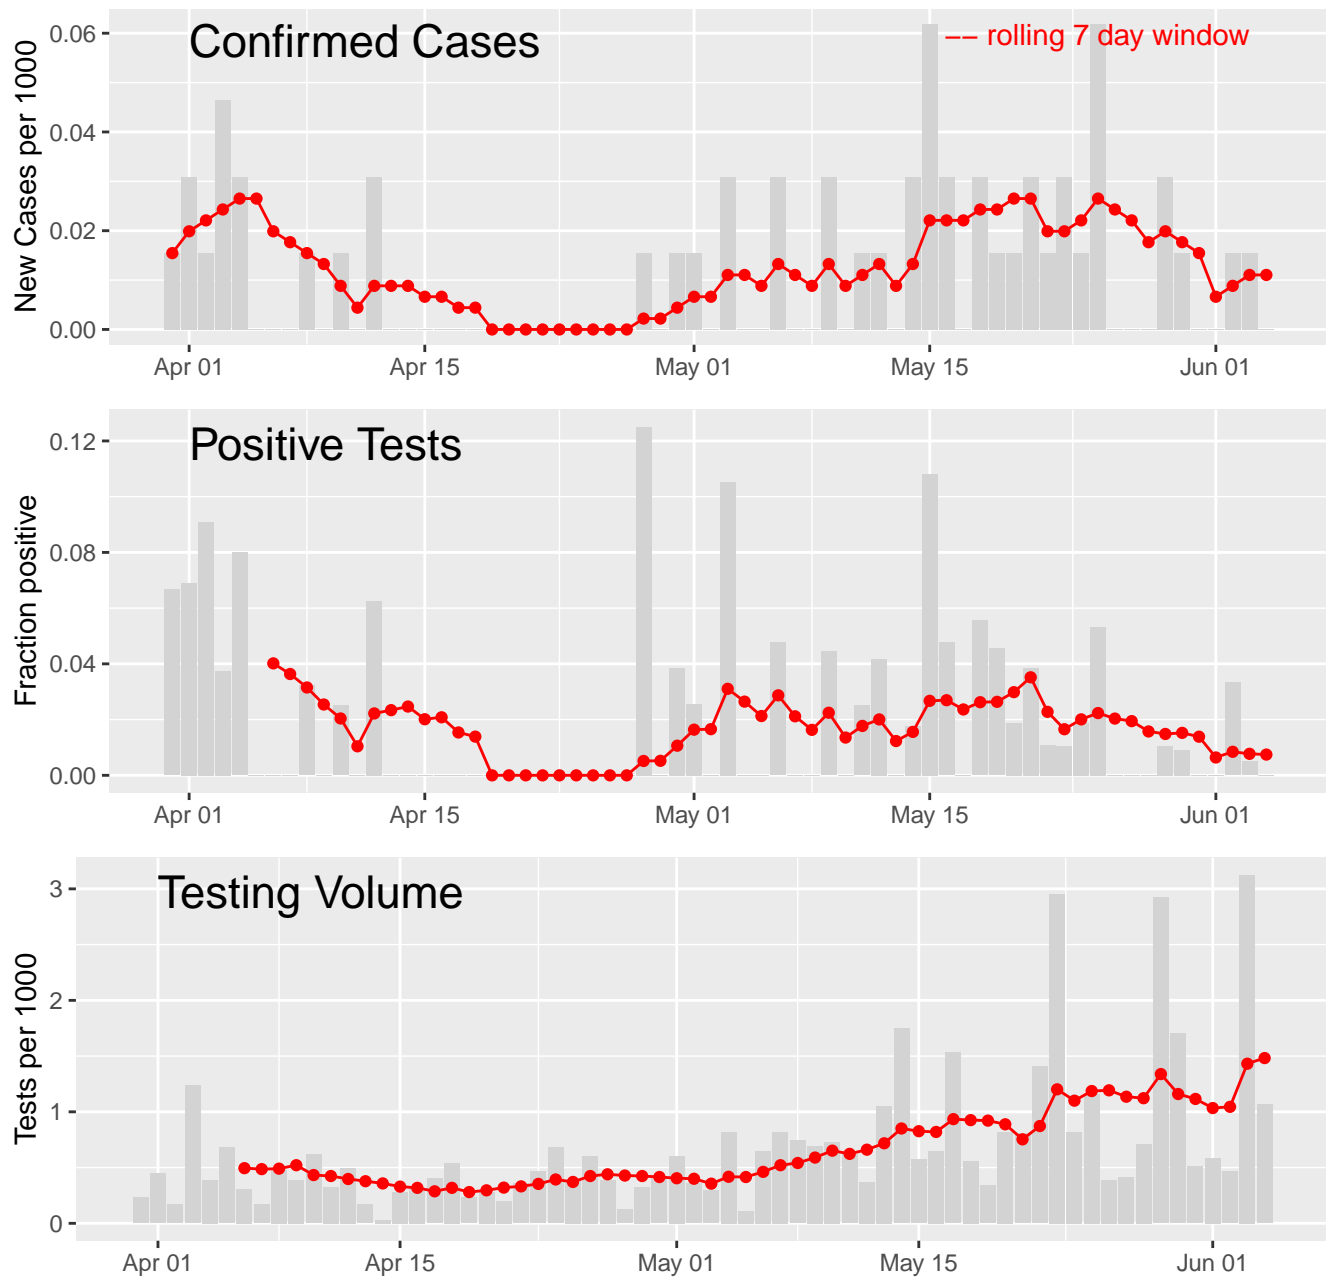 Confirmed Cases
-- rolling 7 day window
New Cases per 1000
0.06
0.04
0.02
0.00
Apr 01 Apr 15 May 01 May 15 Jun 01
Positive Tests
Fraction positive
0.12
0.08
0.04
0.00
Apr 01 Apr 15 May 01 May 15 Jun 01
Testing Volume
Tests per 1000
3
2
1
0
Apr 01 Apr 15 May 01 May 15 Jun 01